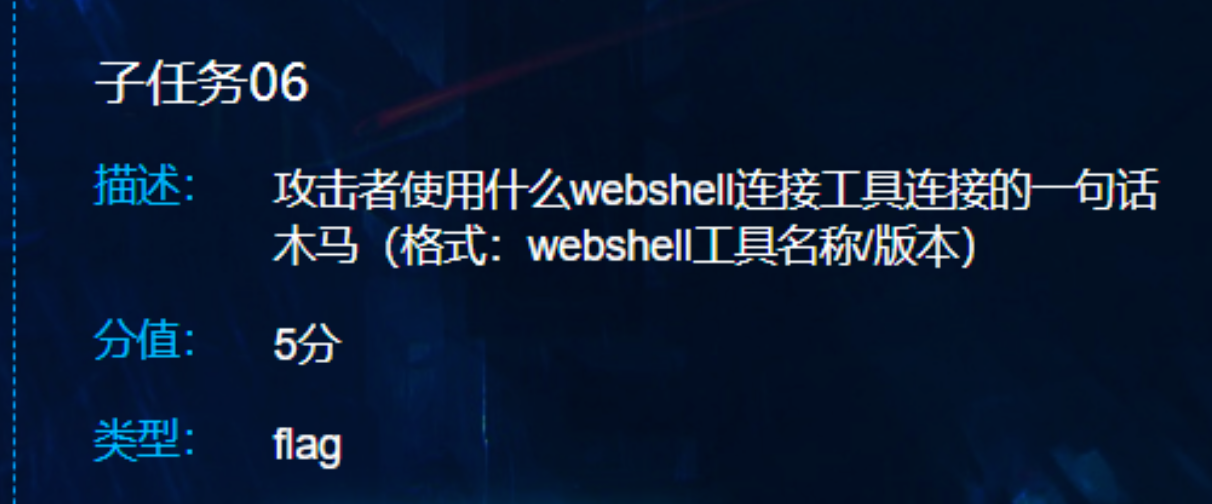 子任务06
描述： 攻击者使用什么webshell连接工具连接的一句话
木马（格式：webshell工具名称/版本）
分值： 5分
类型： flag